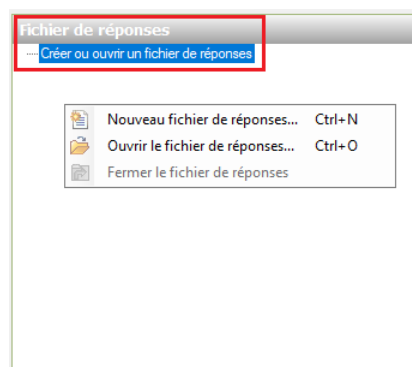 Fichier de réponses
Créer ou ouvrir un fichier de réponses
Nouveau fichier de réponses... Ctrl+N
Ouvrir le fichier de réponses... Ctrl+O
Fermer le fichier de réponses